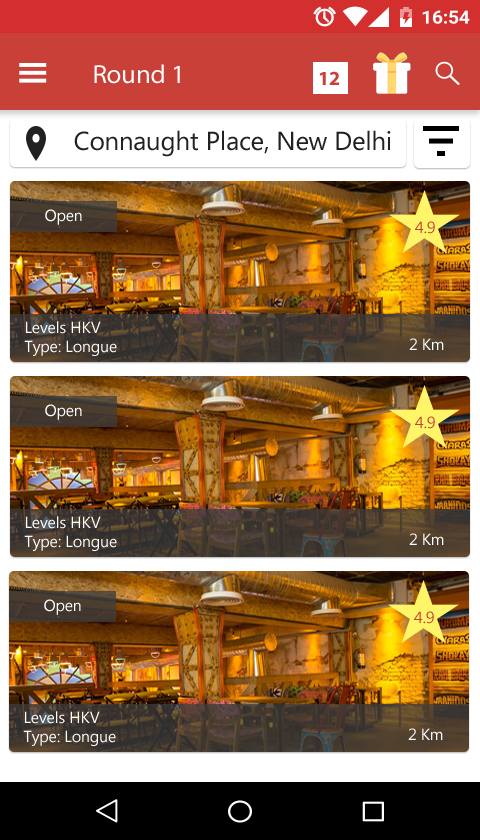 16:54
Round 1
12
Connaught Place, New Delhi
Open
4.9
Levels HKV
Type: Longue
2 Km
Open
4.9
Levels HKV
Type: Longue
2 Km
Open
4.9
Levels HKV
Type: Longue
2 Km